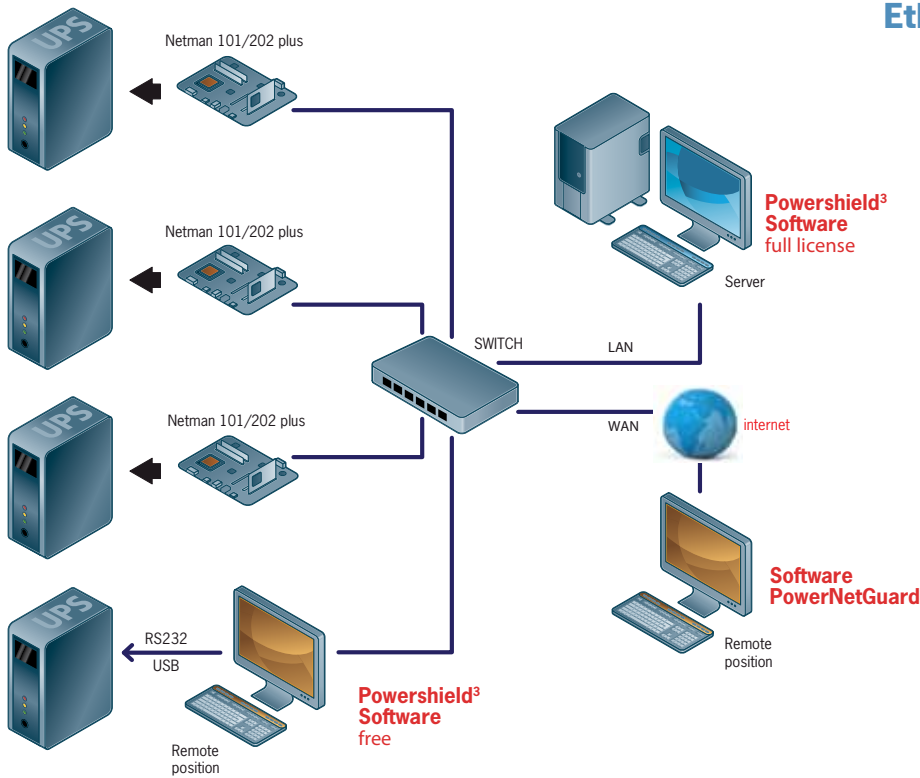 Netman 101/202 plus
UPS
Netman 101/202 plus
UPS
Powershield³
Software
full license
Server
SWITCH
LAN
WAN
internet
Netman 101/202 plus
UPS
Software
PowerNetGuard
Remote
position
UPS
RS232
USB
Powershield³
Software
free
Remote
position